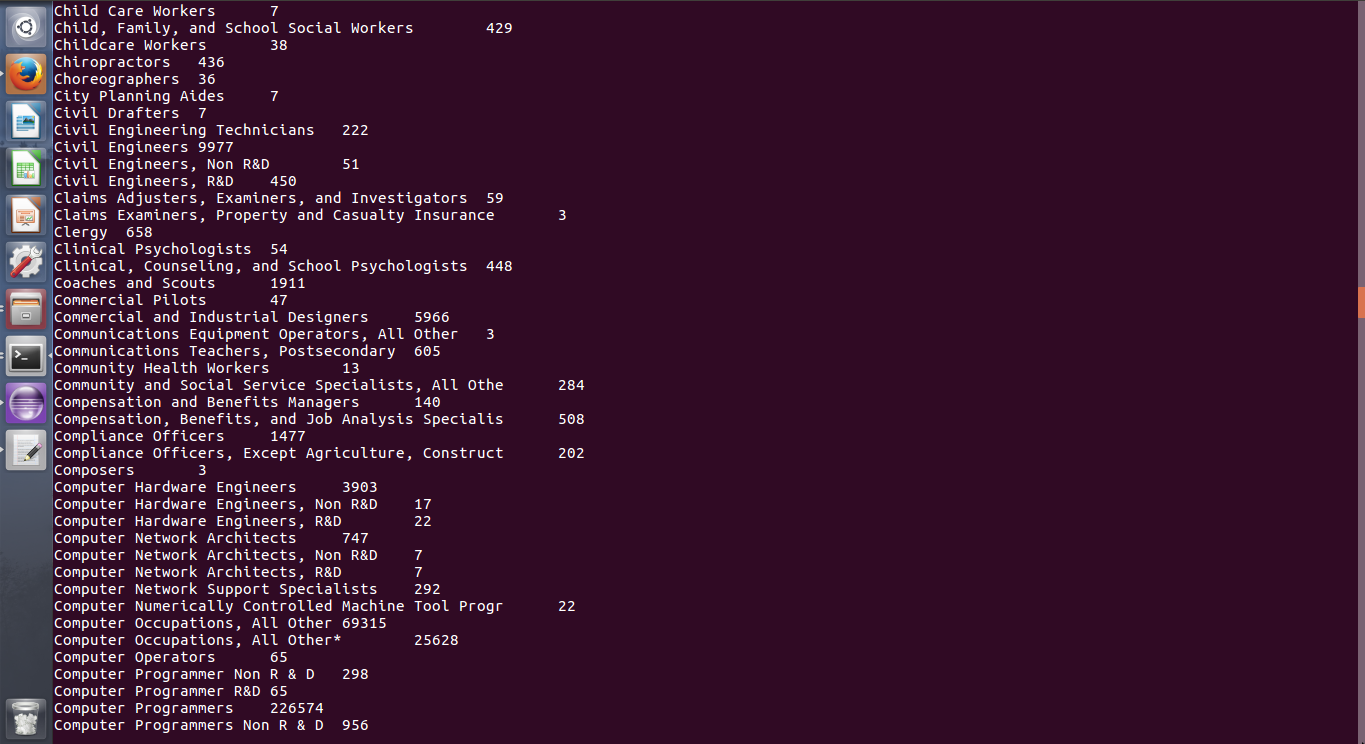 Child Care Workers	7
Child, Family, and School Social Workers	429
Childcare Workers	38
Chiropractors	436
Choreographers	36
City Planning Aides	7
Civil Drafters	7
Civil Engineering Technicians	222
Civil Engineers	9977
Civil Engineers, Non R&D	51
Civil Engineers, R&D	450
Claims Adjusters, Examiners, and Investigators	59
Claims Examiners, Property and Casualty Insurance	3
Clergy	658
Clinical Psychologists	54
Clinical, Counseling, and School Psychologists	448
Coaches and Scouts	1911
Commercial Pilots	47
Commercial and Industrial Designers	5966
Communications Equipment Operators, All Other	3
Communications Teachers, Postsecondary	605
Community Health Workers	13
Community and Social Service Specialists, All Othe	284
Compensation and Benefits Managers	140
Compensation, Benefits, and Job Analysis Specialis	508
Compliance Officers	1477
Compliance Officers, Except Agriculture, Construct	202
Composers	3
Computer Hardware Engineers	3903
Computer Hardware Engineers, Non R&D	17
Computer Hardware Engineers, R&D	22
Computer Network Architects	747
Computer Network Architects, Non R&D	7
Computer Network Architects, R&D	7
Computer Network Support Specialists	292
Computer Numerically Controlled Machine Tool Progr	22
Computer Occupations, All Other	69315
Computer Occupations, All Other*	25628
Computer Operators	65
Computer Programmer Non R & D	298
Computer Programmer R&D	65
Computer Programmers	226574
Computer Programmers Non R & D	956